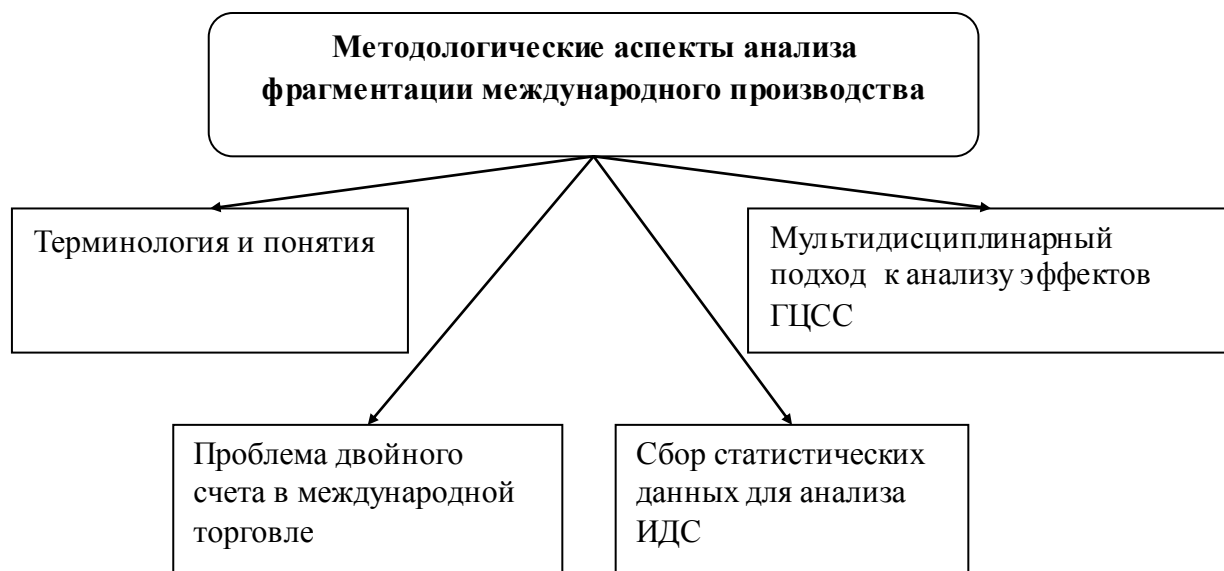 Методологические аспекты анализа
фрагментации международного производства
Терминология и понятия
Мультидисциплинарный
подход к анализу эффектов
ГЦСС
Проблема двойного
счета в международной
торговле
Сбор статистических
данных для анализа
ИДС